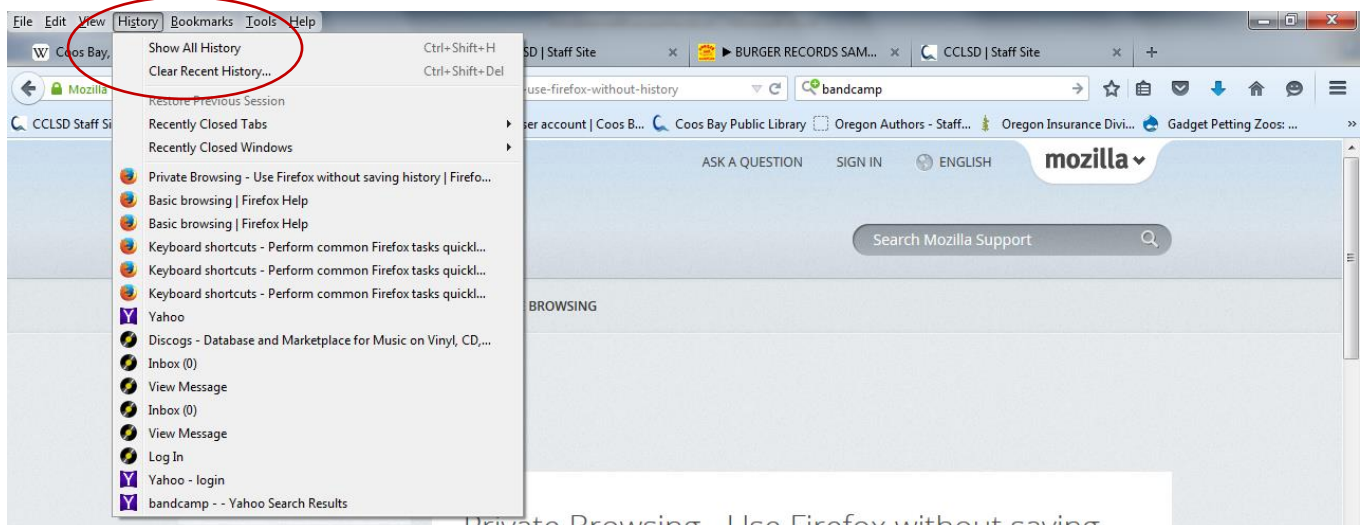 File Edit View History Bookmarks Tools Help
Coos Bay, SD | Staff Site × ▶ BURGER RECORDS SAM... × CCLSD | Staff Site × +
Mozilla -use-firefox-without-history bandcamp
CCLSD Staff Si ser account | Coos B... Coos Bay Public Library Oregon Authors - Staff... Oregon Insurance Divi... Gadget Petting Zoos: ... »
Show All History Ctrl+Shift+H
Clear Recent History... Ctrl+Shift+Del
Restore Previous Session
Recently Closed Tabs
Recently Closed Windows
Private Browsing - Use Firefox without saving history | Firefo...
Basic browsing | Firefox Help
Basic browsing | Firefox Help
Keyboard shortcuts - Perform common Firefox tasks quickl...
Keyboard shortcuts - Perform common Firefox tasks quickl...
Keyboard shortcuts - Perform common Firefox tasks quickl...
Yahoo
Discogs - Database and Marketplace for Music on Vinyl, CD,...
Inbox (0)
View Message
Inbox (0)
View Message
Log In
Yahoo - login
bandcamp - - Yahoo Search Results
ASK A QUESTION SIGN IN ENGLISH mozilla
Search Mozilla Support
BROWSING
Private Browsing - Use Firefox without saving